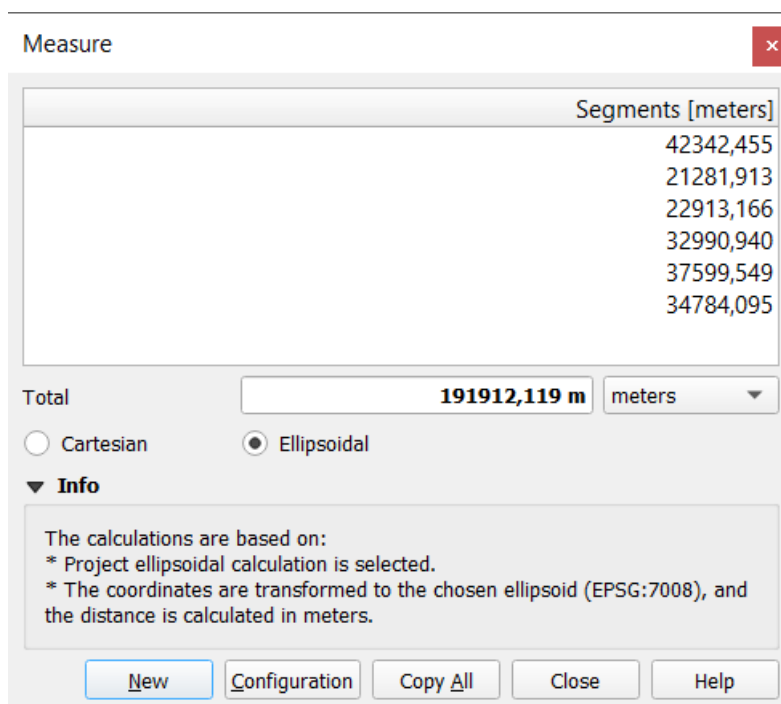 Measure
x
Segments [meters]
42342,455
21281,913
22913,166
32990,940
37599,549
34784,095
Total 191912,119 m meters
Cartesian Ellipsoidal
Info
The calculations are based on:
* Project ellipsoidal calculation is selected.
* The coordinates are transformed to the chosen ellipsoid (EPSG:7008), and
the distance is calculated in meters.
New Configuration Copy All Close Help